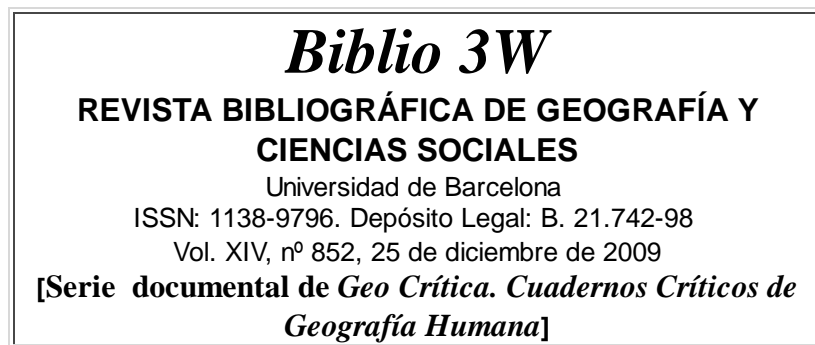 Biblio 3W
REVISTA BIBLIOGRÁFICA DE GEOGRAFÍA Y
CIENCIAS SOCIALES
Universidad de Barcelona
ISSN: 1138-9796. Depósito Legal: B. 21.742-98
Vol. XIV, nº 852, 25 de diciembre de 2009
[Serie documental de Geo Crítica. Cuadernos Críticos de
Geografía Humana]